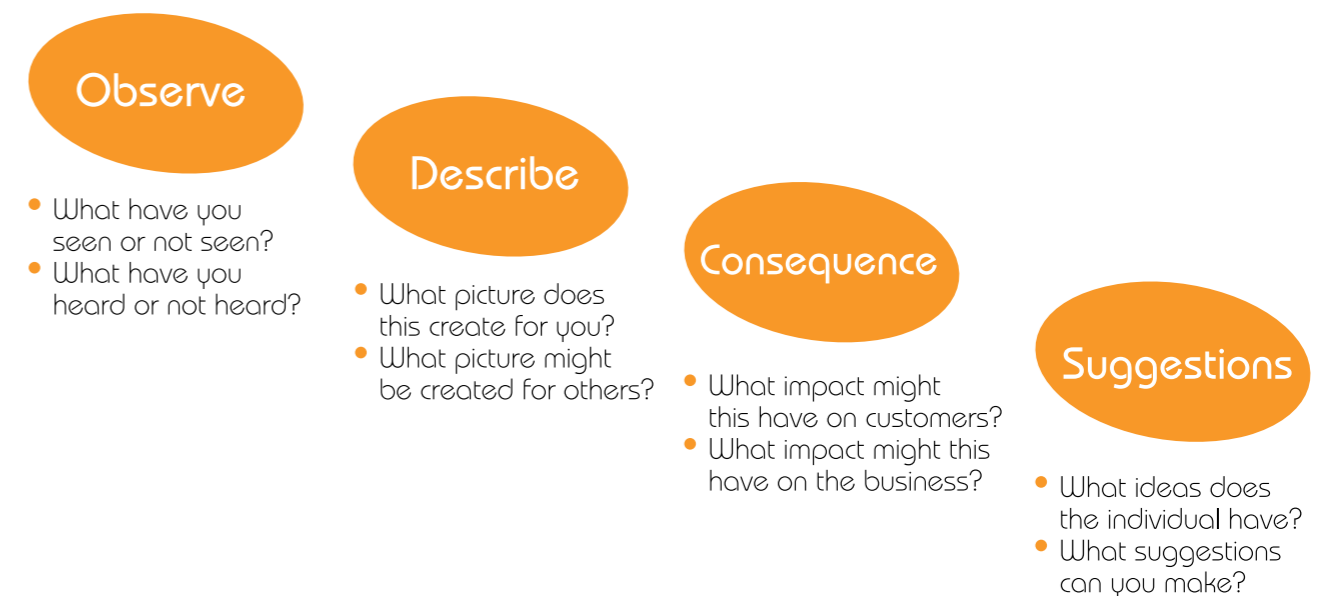 Observe
• What have you
seen or not seen?
• What have you
heard or not heard?
Describe
• What picture does
this create for you?
• What picture might
be created for others?
Consequence
• What impact might
this have on customers?
• What impact might this
have on the business?
Suggestions
• What ideas does
the individual have?
• What suggestions
can you make?